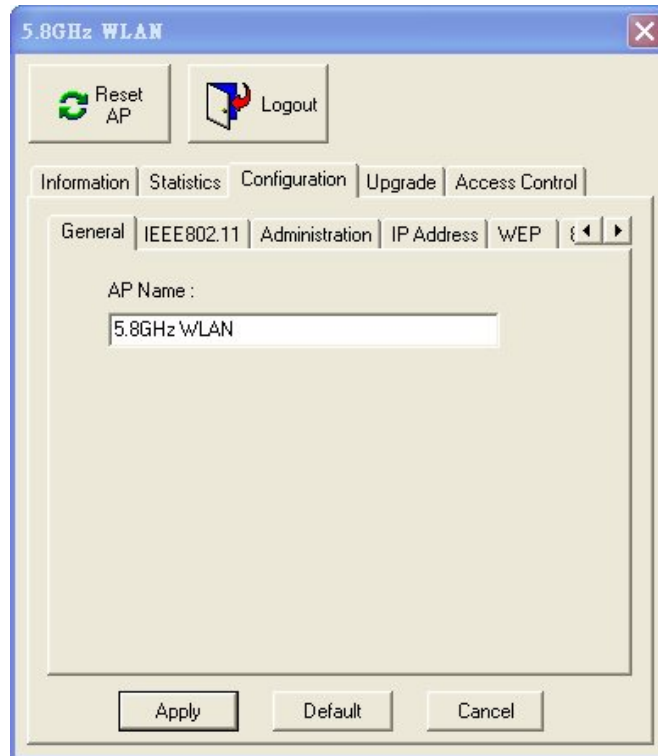 5.8GHz WLAN
Reset AP
Logout
Information Statistics Configuration Upgrade Access Control
General IEEE802.11 Administration IP Address WEP
AP Name :
5.8GHz WLAN
Apply Default Cancel